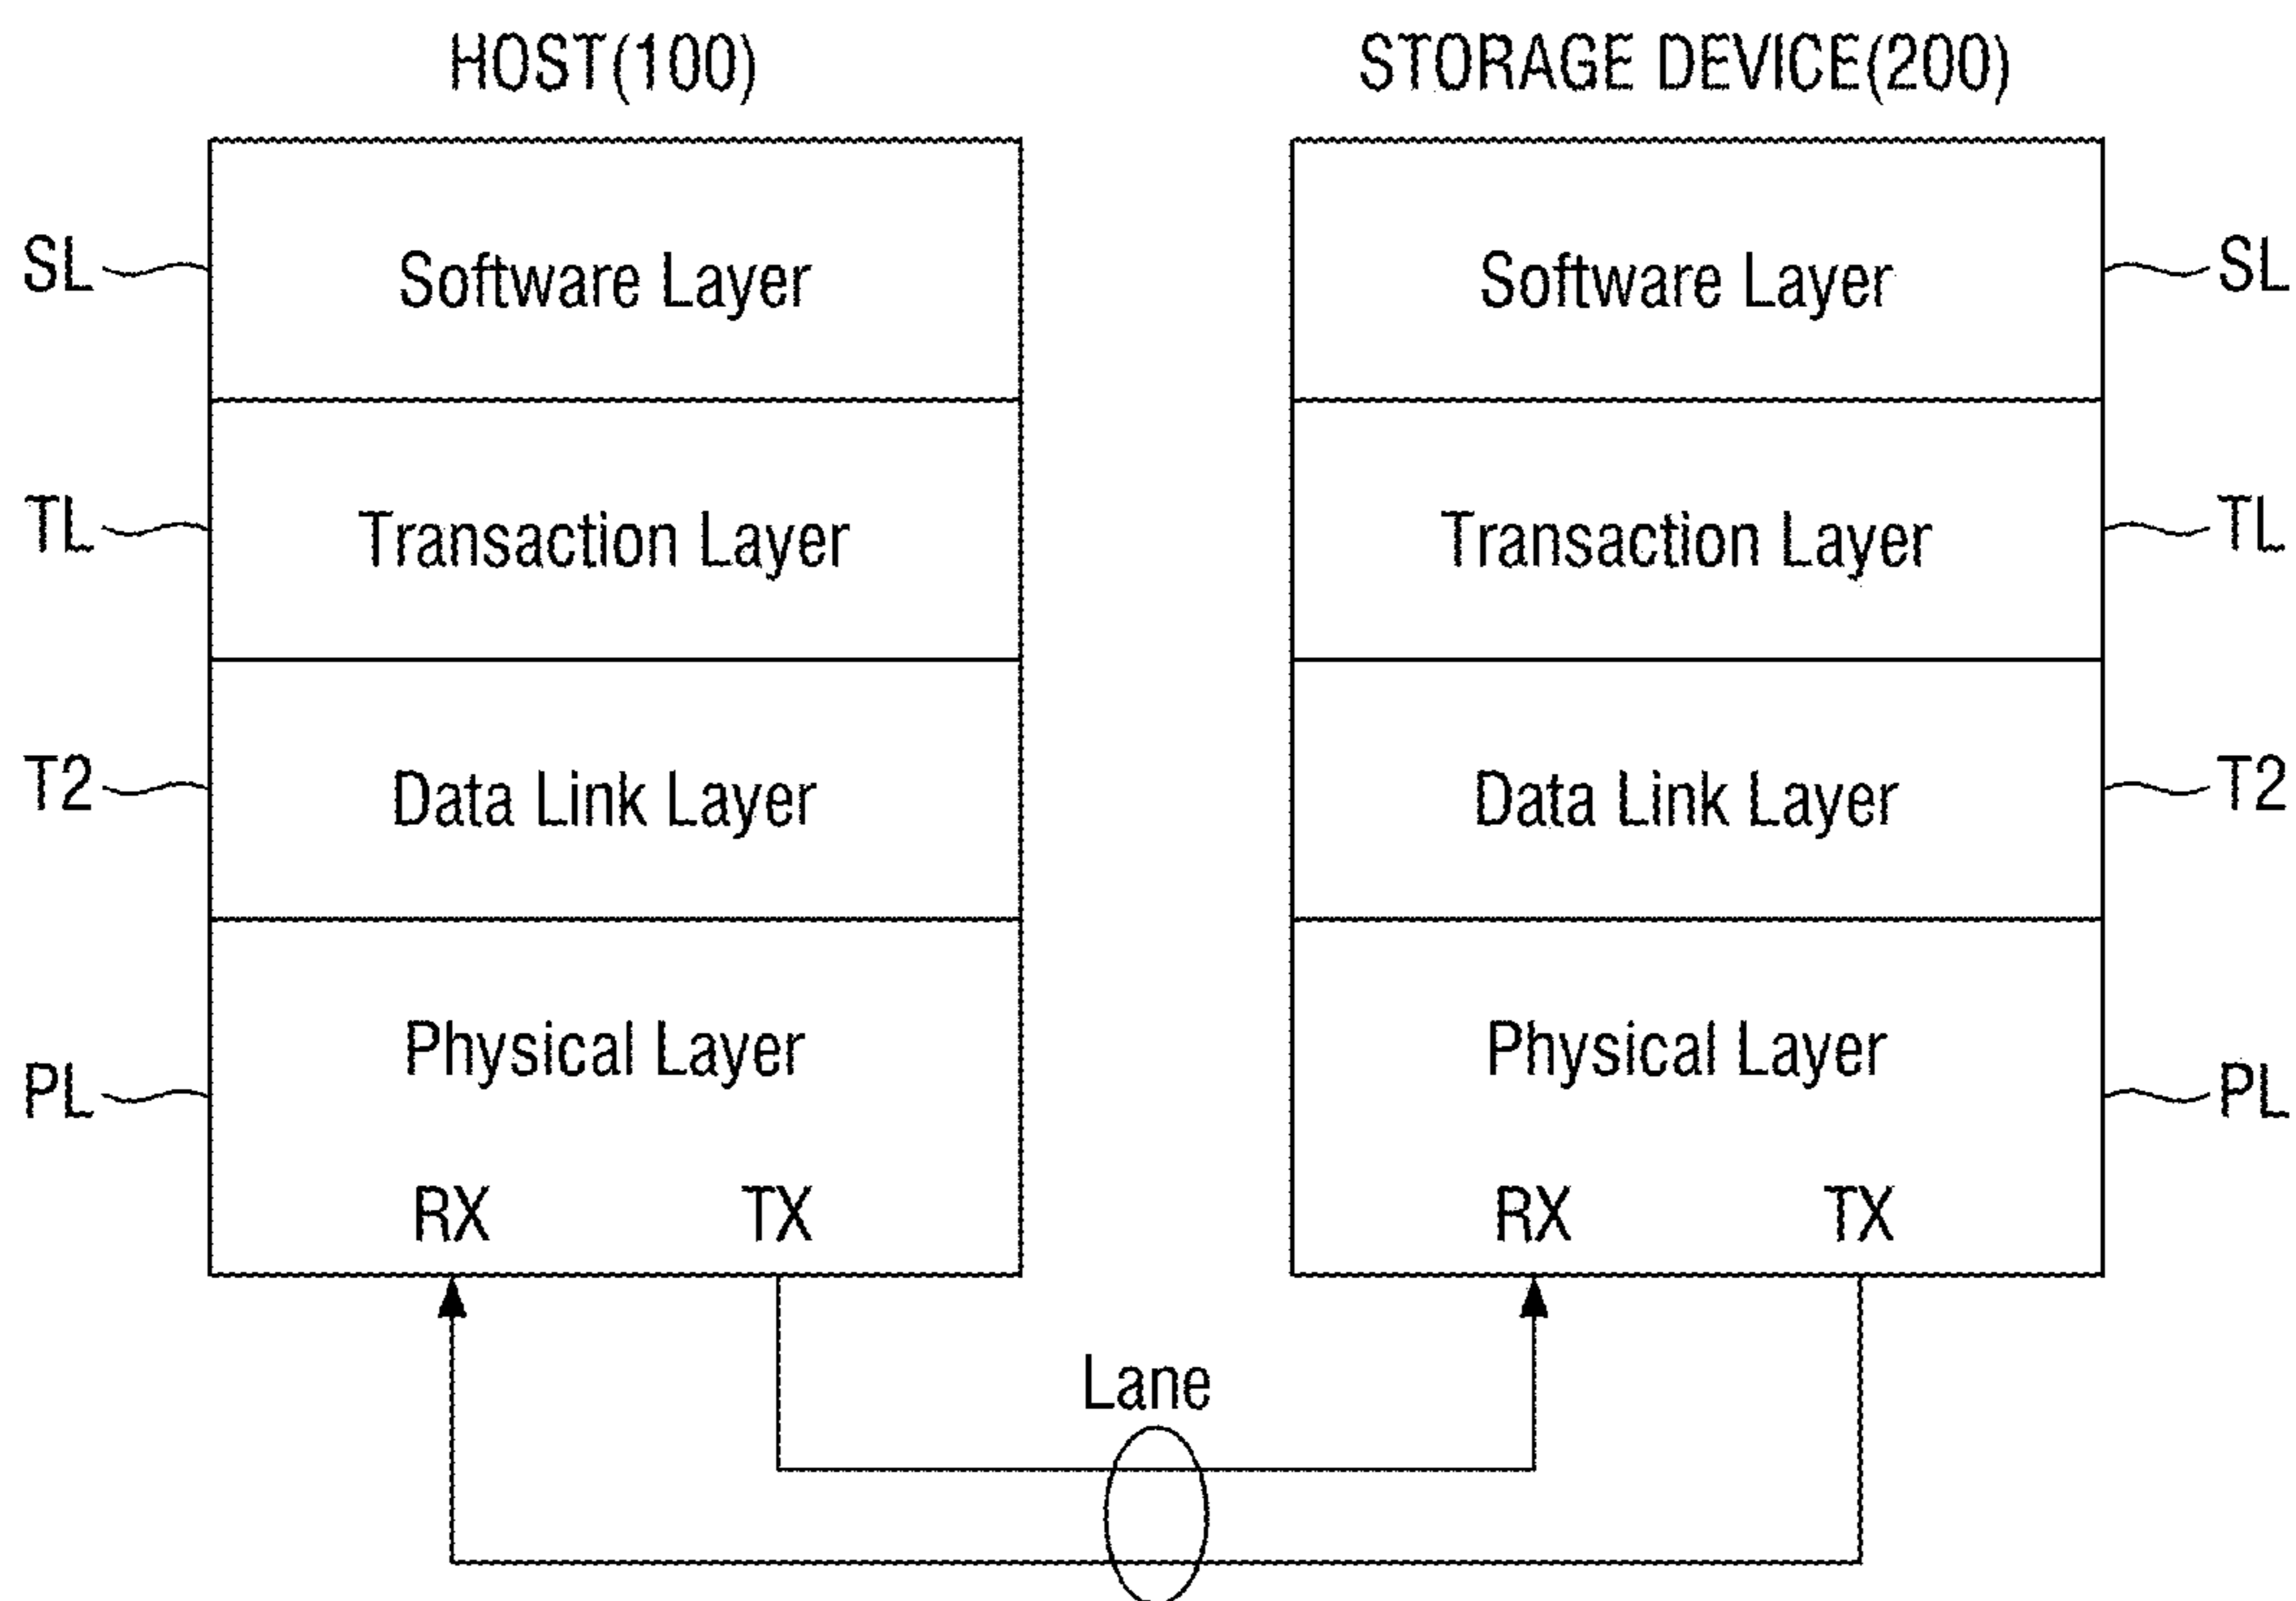 HOST(100)
STORAGE DEVICE(200)
SL
Software Layer
Software Layer
SL
TL
Transaction Layer
Transaction Layer
TL
T2
Data Link Layer
Data Link Layer
T2
PL
Physical Layer
Physical Layer
PL
RX
TX
RX
TX
Lane